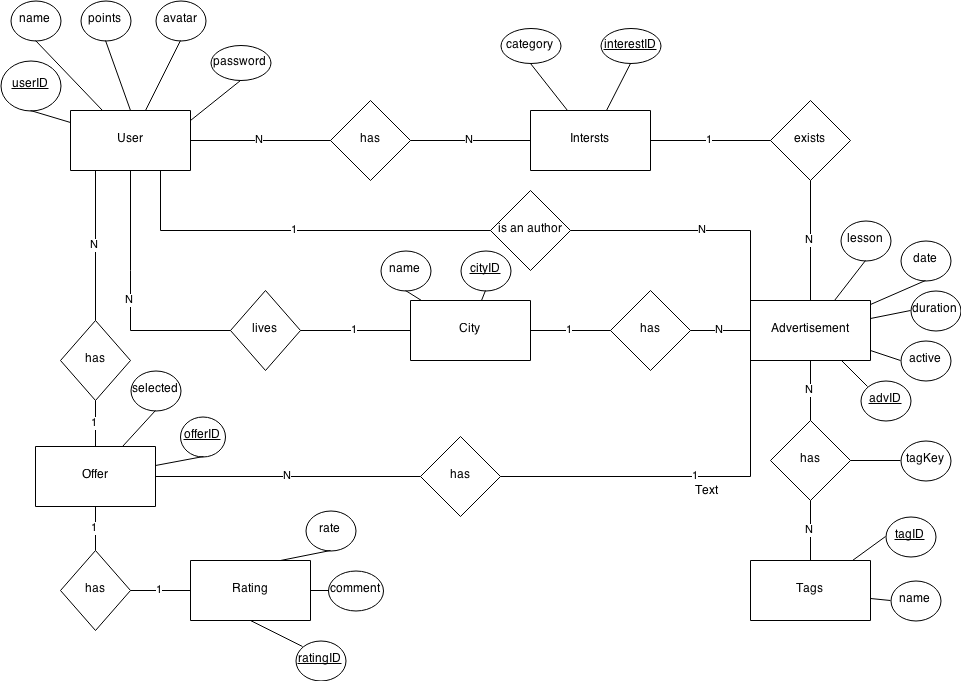 name
points
avatar
password
userID
category
interestID
User
N
has
N
Intersts
1
exists
N
1
is an author
N
N
lesson
date
name
cityID
N
duration
lives
1
City
1
has
N
Advertisement
has
active
selected
N
advID
1
offerID
has
tagKey
Offer
N
has
1
Text
1
N
rate
tagID
has
1
Rating
comment
Tags
name
ratingID